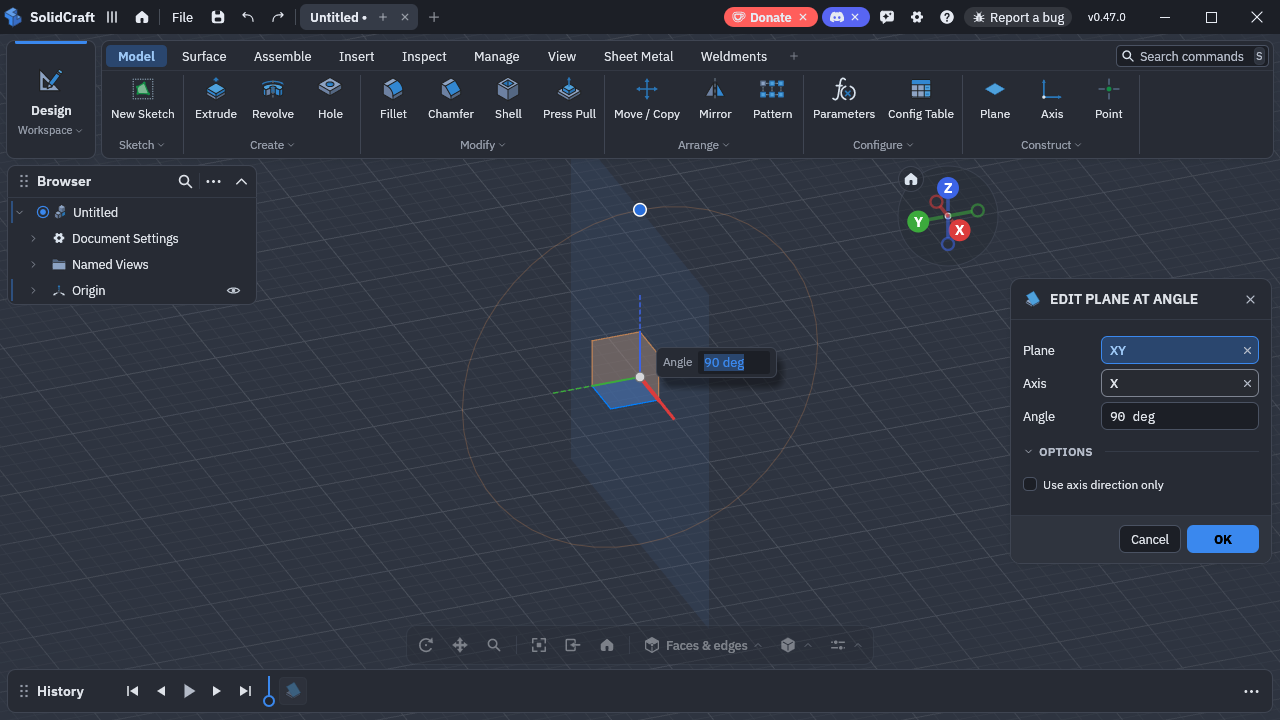 SolidCraft
File
Untitled •
Donate
Report a bug
v0.47.0
Design
Workspace
Model Surface Assemble Insert Inspect Manage View Sheet Metal Weldments
Search commands S
New Sketch Extrude Revolve Hole Fillet Chamfer Shell Press Pull Move / Copy Mirror Pattern Parameters Config Table Plane Axis Point
Sketch Create Modify Arrange Configure Construct
Browser
Untitled
Document Settings
Named Views
Origin
Z
Y
X
Angle 90 deg
EDIT PLANE AT ANGLE
Plane XY
Axis X
Angle 90 deg
OPTIONS
Use axis direction only
Cancel OK
Faces & edges
History